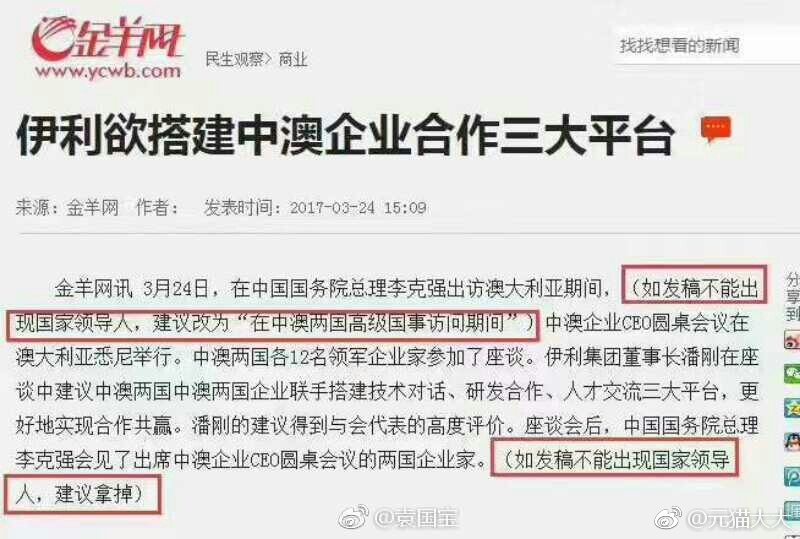 金羊网
www.ycwb.com
民生观察> 商业
找找想看的新闻
伊利欲搭建中澳企业合作三大平台
来源：金羊网 作者： 发表时间：2017-03-24 15:09
金羊网讯 3月24日，在中国国务院总理李克强出访澳大利亚期间，（如发稿不能出
现国家领导人，建议改为“在中澳两国高级国事访问期间”）中澳企业CEO圆桌会议在
澳大利亚悉尼举行。中澳两国各12名领军企业家参加了座谈。伊利集团董事长潘刚在座
谈中建议中澳两国中澳两国企业联手搭建技术对话、研发合作、人才交流三大平台，更
好地实现合作共赢。潘刚的建议得到与会代表的高度评价。座谈会后，中国国务院总理
李克强会见了出席中澳企业CEO圆桌会议的两国企业家。（如发稿不能出现国家领导
人，建议拿掉）
分
享
到
@袁国宝
@元猫大大